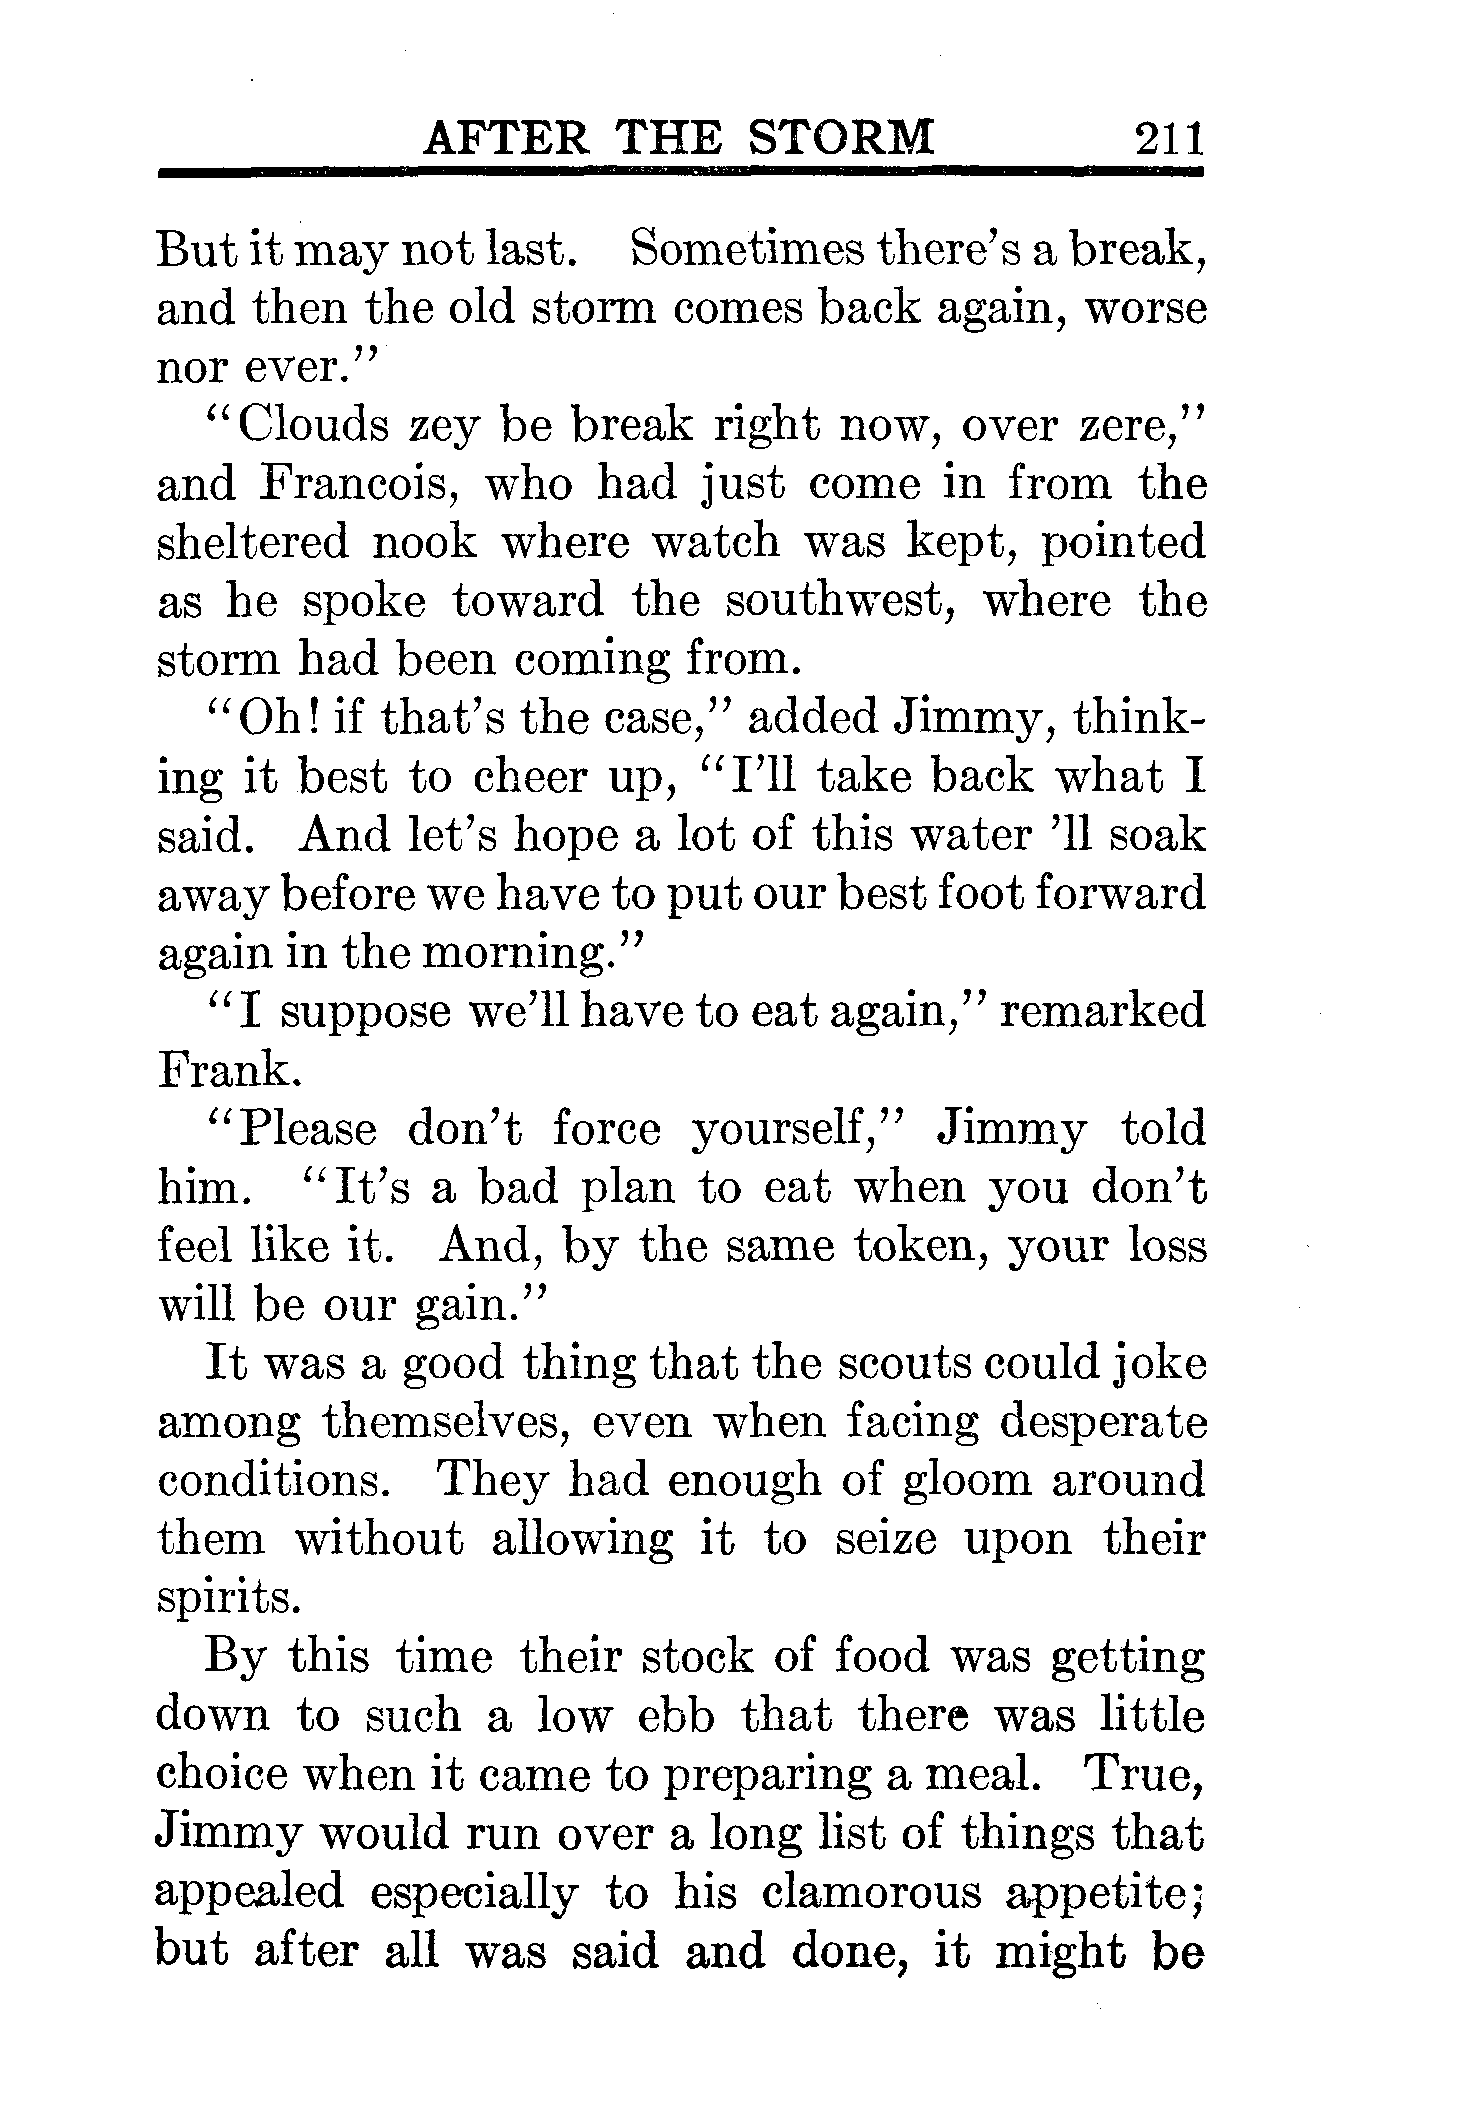 AFTER THE STORM 211
But it may not last. Sometimes there's a break,
and then the old storm comes back again, worse
nor ever."
"Clouds zey be break right now, over zere,"
and Francois, who had just come in from the
sheltered nook where watch was kept, pointed
as he spoke toward the southwest, where the
storm had been coming from.
"Oh! if that's the case," added Jimmy, think-
ing it best to cheer up, "I'll take back what I
said. And let's hope a lot of this water 'll soak
away before we have to put our best foot forward
again in the morning."
"I suppose we'll have to eat again," remarked
Frank.
"Please don't force yourself," Jimmy told
him. "It's a bad plan to eat when you don't
feel like it. And, by the same token, your loss
will be our gain."
It was a good thing that the scouts could joke
among themselves, even when facing desperate
conditions. They had enough of gloom around
them without allowing it to seize upon their
spirits.
By this time their stock of food was getting
down to such a low ebb that there was little
choice when it came to preparing a meal. True,
Jimmy would run over a long list of things that
appealed especially to his clamorous appetite;
but after all was said and done, it might be